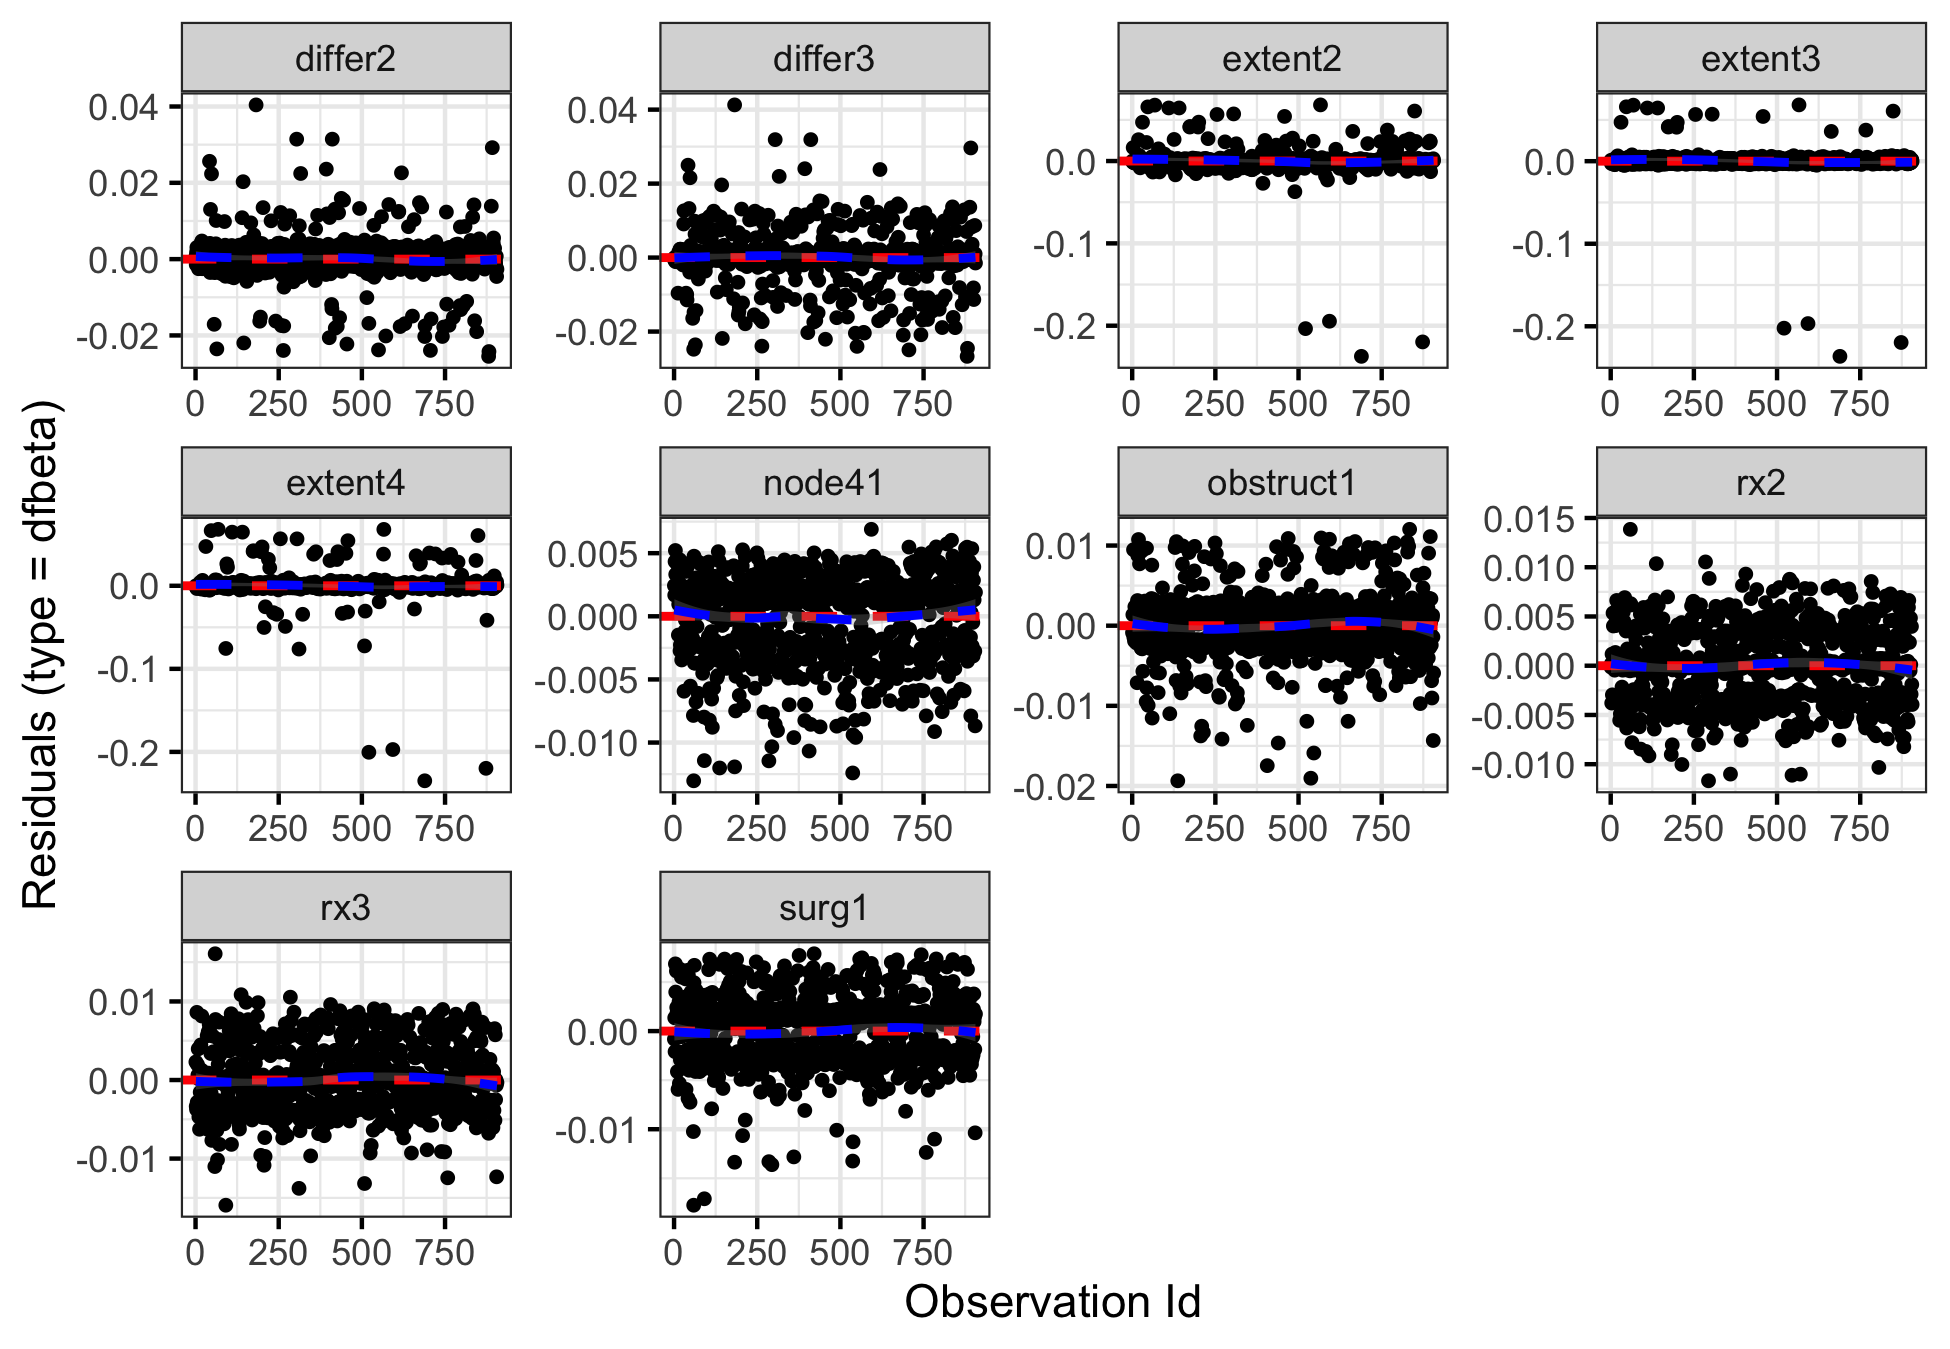 differ2 differ3 extent2 extent3
0.04 0.04
0.02 0.02 0.0 0.0
0.00 0.00 -0.1 -0.1
-0.02 -0.02 -0.2 -0.2
0 250 500 750 0 250 500 750 0 250 500 750 0 250 500 750
Residuals (type = dfbeta)
extent4 node41 obstruct1 rx2
0.0 0.005 0.01 0.015
-0.1 0.000 0.00 0.010
-0.2 -0.005 -0.01 0.005
-0.010 -0.02 0.000
-0.005
-0.010
0 250 500 750 0 250 500 750 0 250 500 750 0 250 500 750
rx3 surg1
0.01 0.00
0.00 -0.01
-0.01
0 250 500 750 0 250 500 750
Observation Id